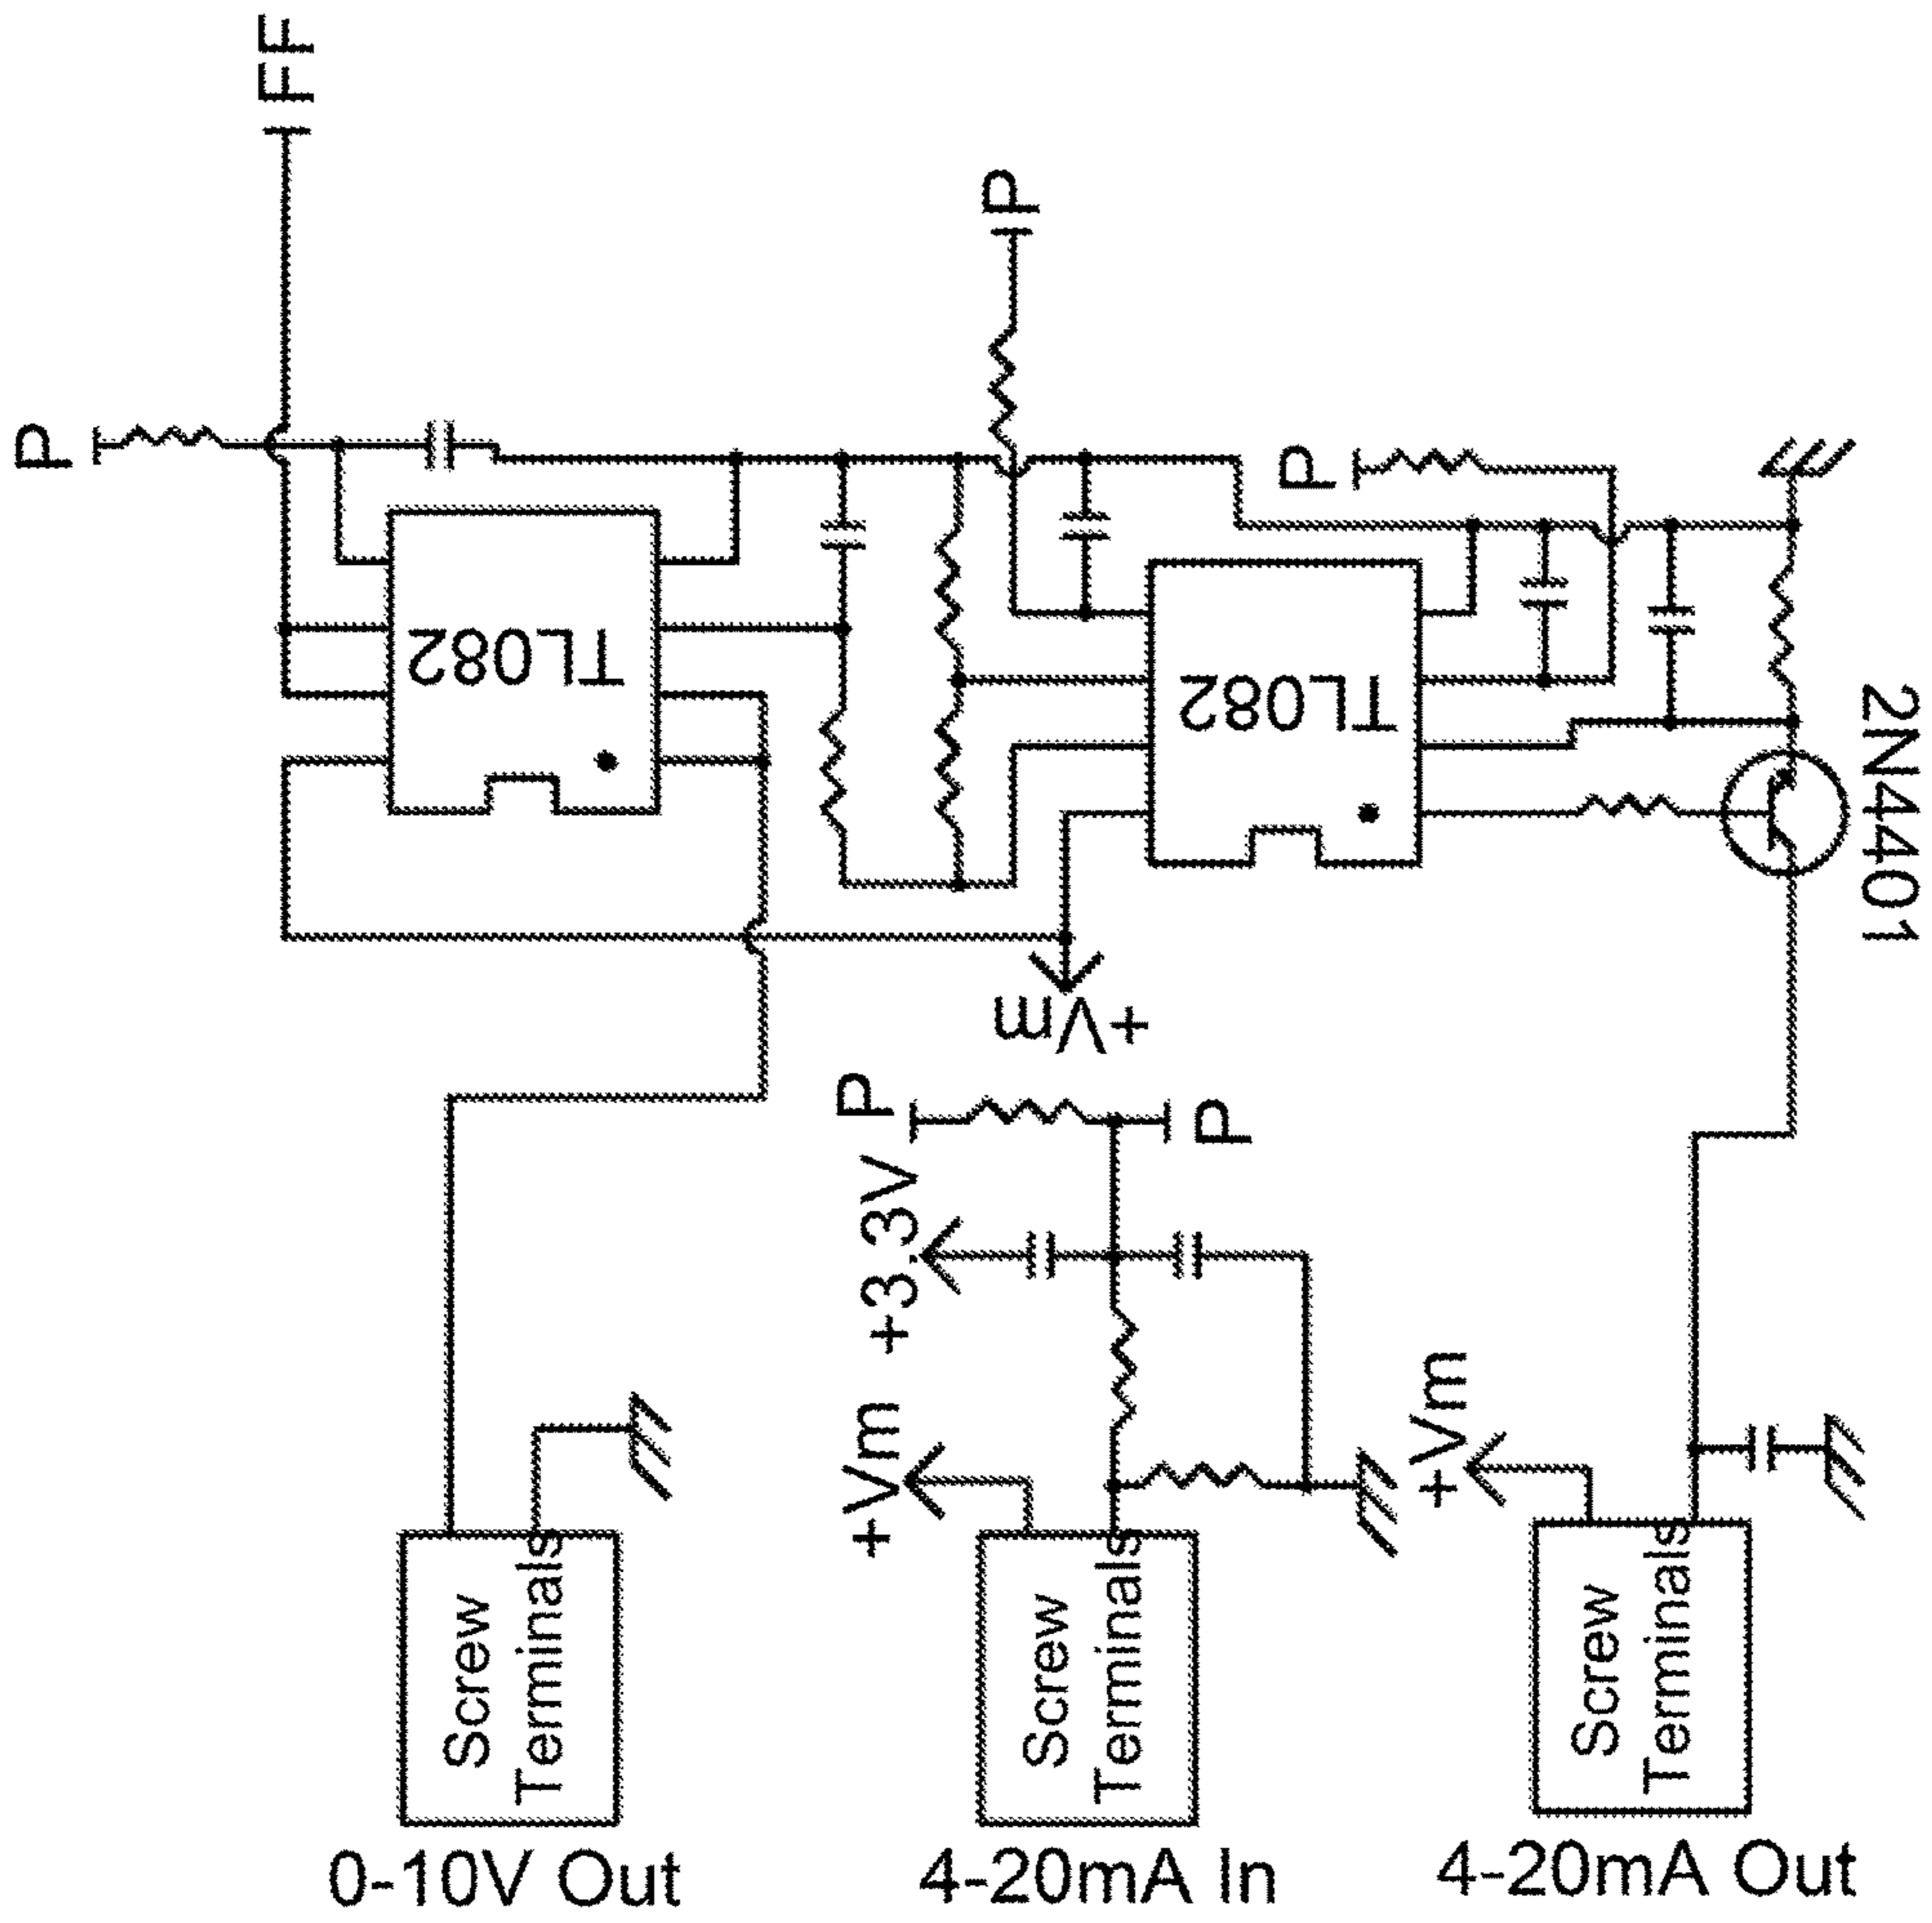 FF
P
P
P
TL082
TL082
2N4401
+Vm
P
P
+3.3V
+Vm
+Vm
Screw
Terminals
Screw
Terminals
Screw
Terminals
0-10V Out
4-20mA In
4-20mA Out